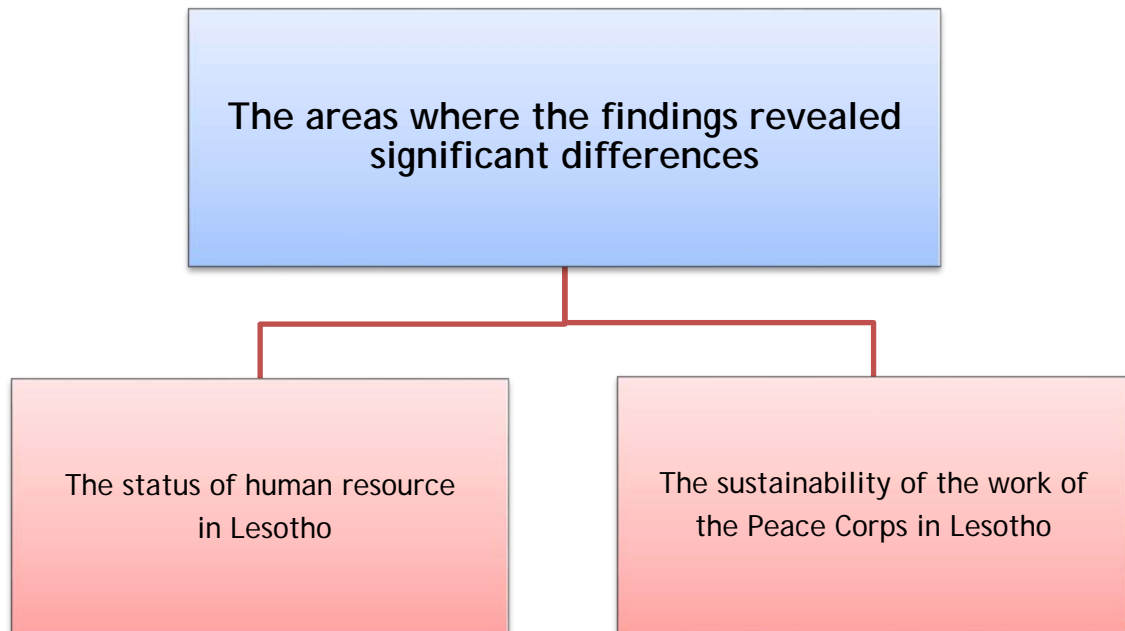 The areas where the findings revealed
significant differences
The status of human resource
in Lesotho
The sustainability of the work of
the Peace Corps in Lesotho